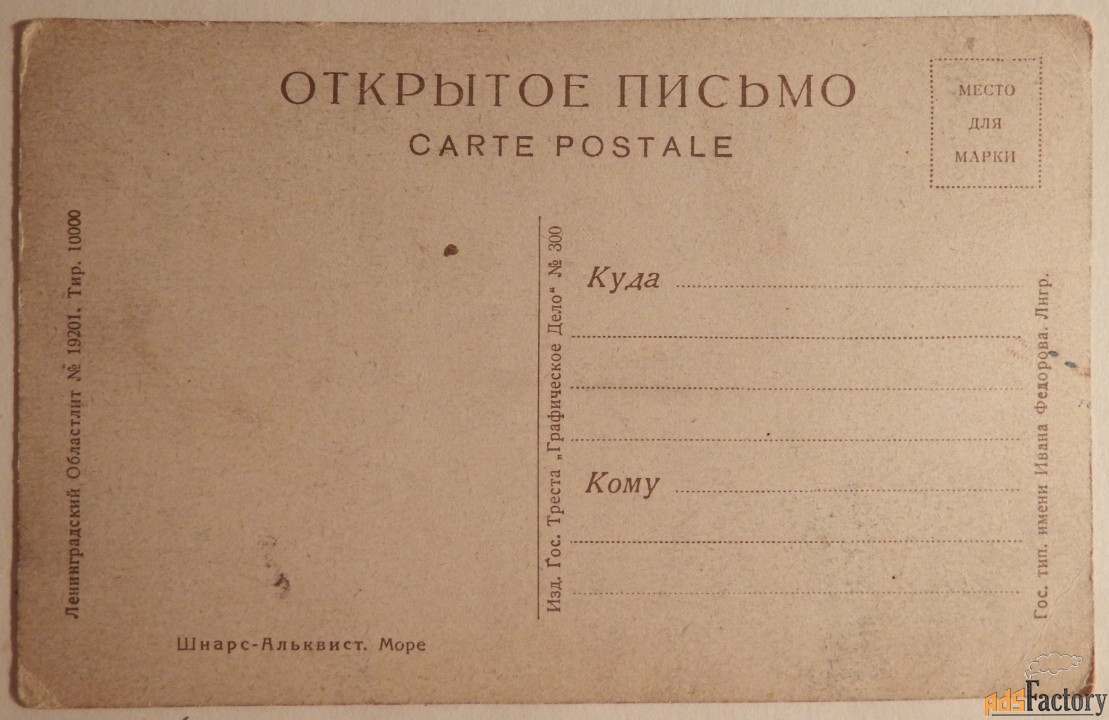 ОТКРЫТОЕ ПИСЬМО
CARTE POSTALE
МЕСТО
ДЛЯ
МАРКИ
Ленинградский Областлит № 19201. Тир. 10000
Изд. Гос. Треста „Графическое Дело“ № 300
Куда
Кому
Гос. тип. имени Ивана Федорова. Лнгр.
Шнарс-Альквист. Море
AdsFactory